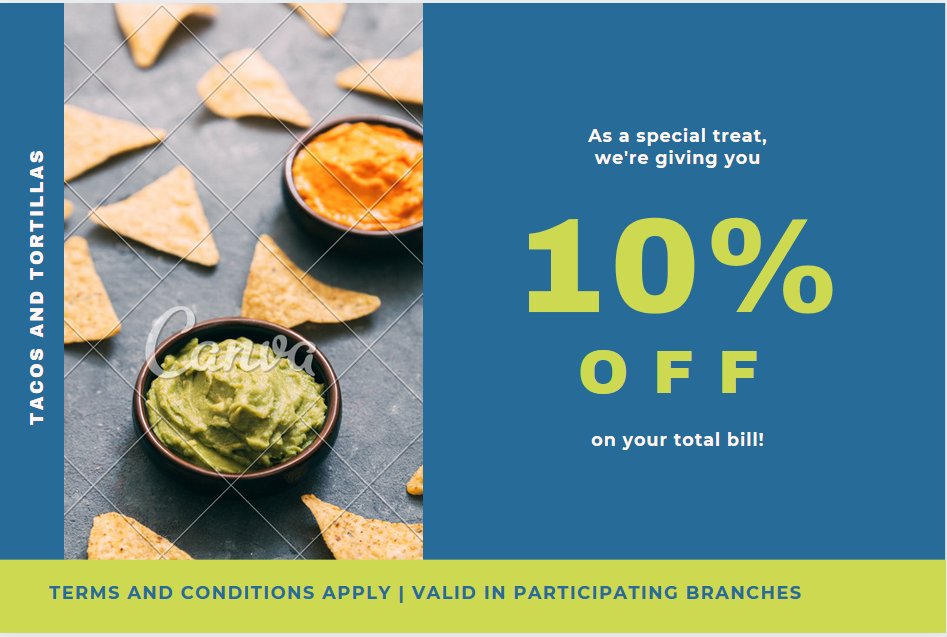 TACOS AND TORTILLAS
Canva
As a special treat,
we're giving you
10%
OFF
on your total bill!
TERMS AND CONDITIONS APPLY | VALID IN PARTICIPATING BRANCHES